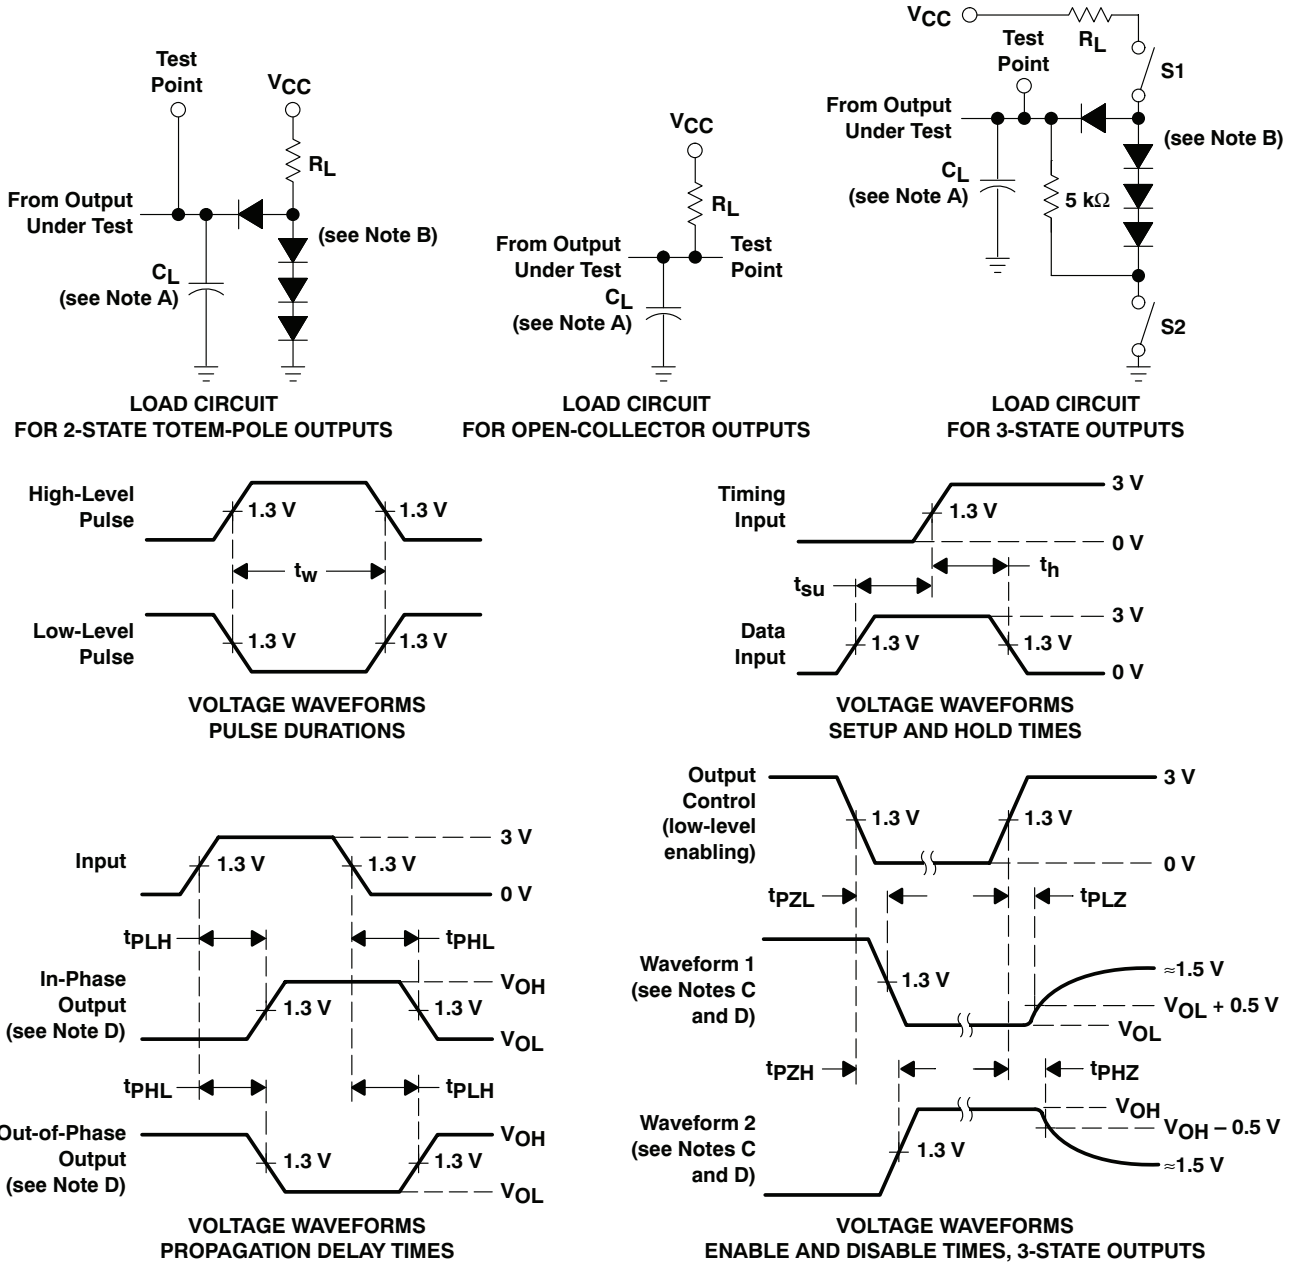 Test
Point
VCC
RL
From Output
Under Test
(see Note B)
CL
(see Note A)
LOAD CIRCUIT
FOR 2-STATE TOTEM-POLE OUTPUTS
VCC
RL
From Output
Under Test
Test
Point
CL
(see Note A)
LOAD CIRCUIT
FOR OPEN-COLLECTOR OUTPUTS
VCC
RL
Test
Point
S1
From Output
Under Test
(see Note B)
CL
(see Note A)
5 kΩ
S2
LOAD CIRCUIT
FOR 3-STATE OUTPUTS
High-Level
Pulse
1.3 V
1.3 V
tw
Low-Level
Pulse
1.3 V
1.3 V
VOLTAGE WAVEFORMS
PULSE DURATIONS
Timing
Input
1.3 V
3 V
0 V
th
tsu
Data
Input
1.3 V
1.3 V
3 V
0 V
VOLTAGE WAVEFORMS
SETUP AND HOLD TIMES
Input
1.3 V
1.3 V
3 V
0 V
tPLH
tPHL
In-Phase
Output
(see Note D)
1.3 V
1.3 V
VOH
VOL
tPHL
tPLH
Out-of-Phase
Output
(see Note D)
1.3 V
1.3 V
VOH
VOL
VOLTAGE WAVEFORMS
PROPAGATION DELAY TIMES
Output
Control
(low-level
enabling)
1.3 V
1.3 V
3 V
0 V
tPZL
tPLZ
Waveform 1
(see Notes C
and D)
1.3 V
≈1.5 V
VOL + 0.5 V
VOL
tPZH
tPHZ
Waveform 2
(see Notes C
and D)
1.3 V
VOH
VOH – 0.5 V
≈1.5 V
VOLTAGE WAVEFORMS
ENABLE AND DISABLE TIMES, 3-STATE OUTPUTS